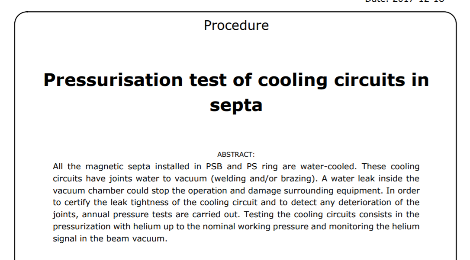 Procedure
Pressurisation test of cooling circuits in
septa
ABSTRACT:
All the magnetic septa installed in PSB and PS ring are water-cooled. These cooling
circuits have joints water to vacuum (welding and/or brazing). A water leak inside the
vacuum chamber could stop the operation and damage surrounding equipment. In order
to certify the leak tightness of the cooling circuit and to detect any deterioration of the
joints, annual pressure tests are carried out. Testing the cooling circuits consists in the
pressurization with helium up to the nominal working pressure and monitoring the helium
signal in the beam vacuum.